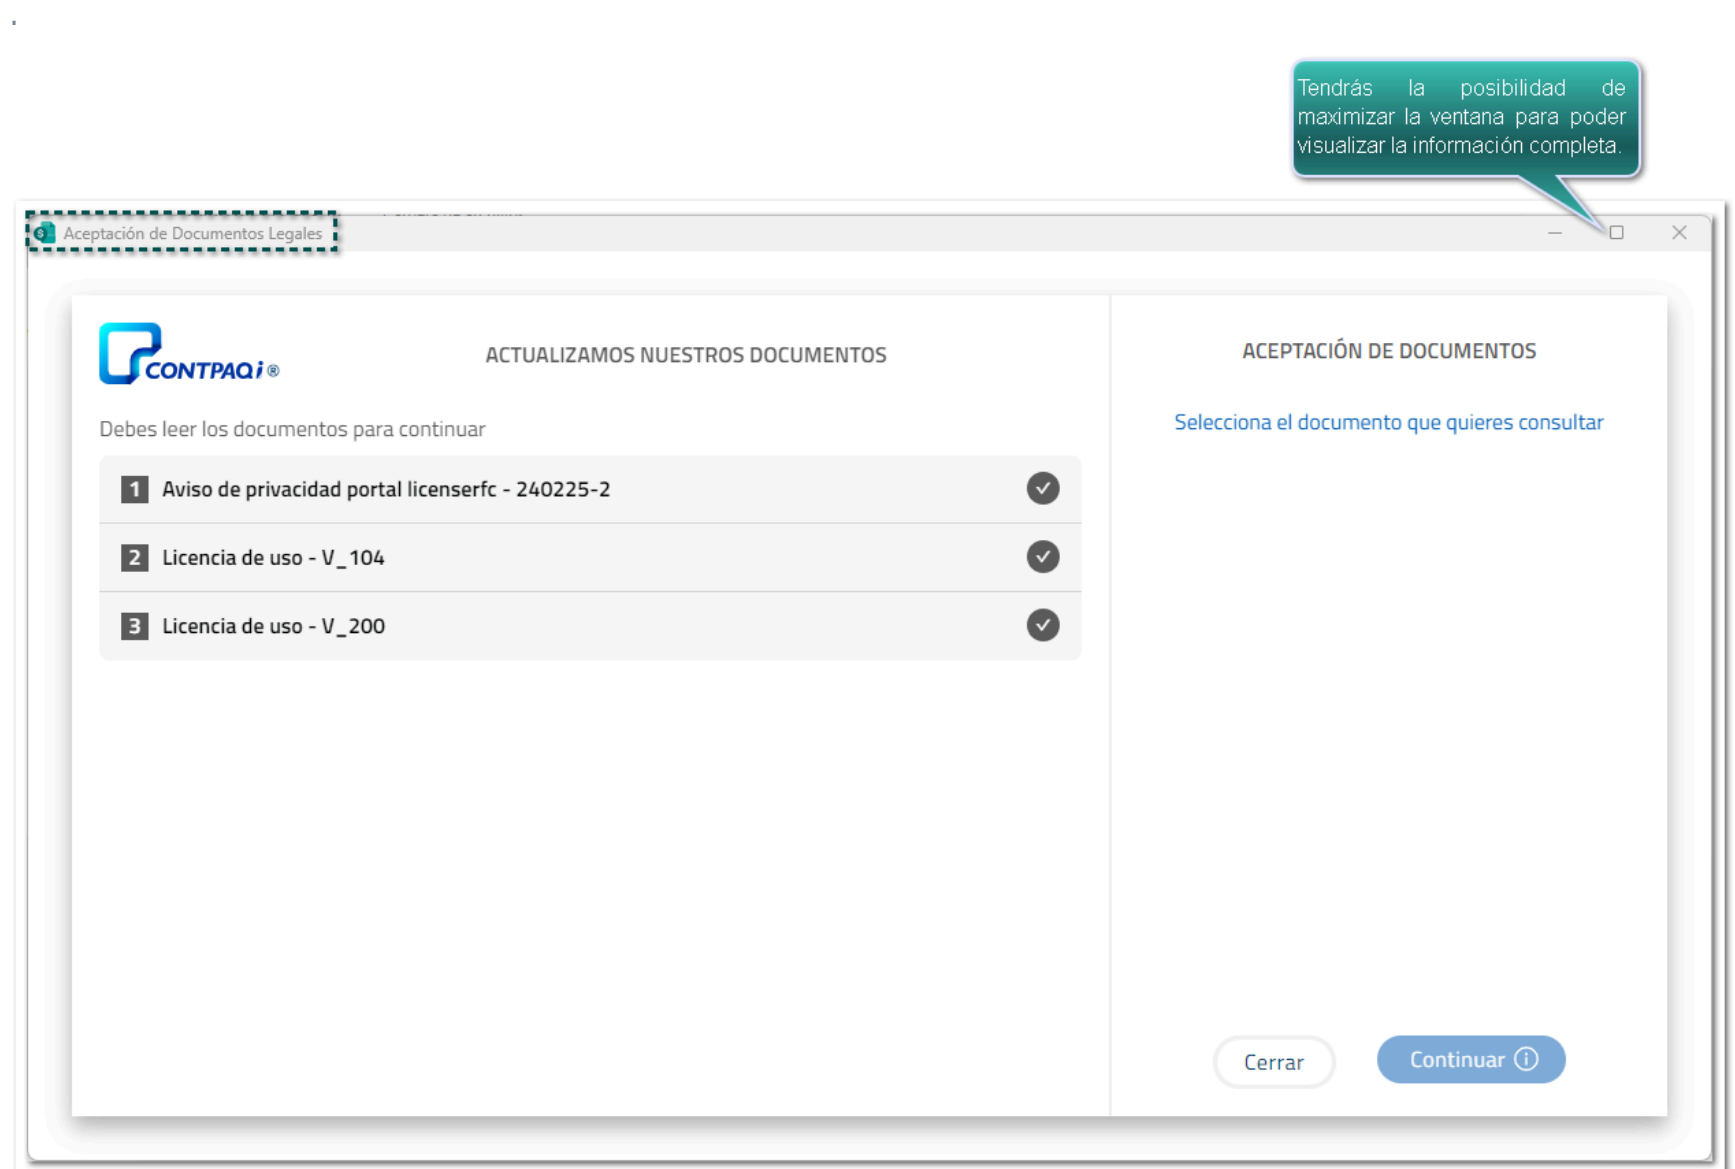 Tendrás la posibilidad de
maximizar la ventana para poder
visualizar la información completa.
Aceptación de Documentos Legales
CONTPAQi®
ACTUALIZAMOS NUESTROS DOCUMENTOS
Debes leer los documentos para continuar
1 Aviso de privacidad portal licenserfc - 240225-2
2 Licencia de uso - V_104
3 Licencia de uso - V_200
ACEPTACIÓN DE DOCUMENTOS
Selecciona el documento que quieres consultar
Cerrar
Continuar